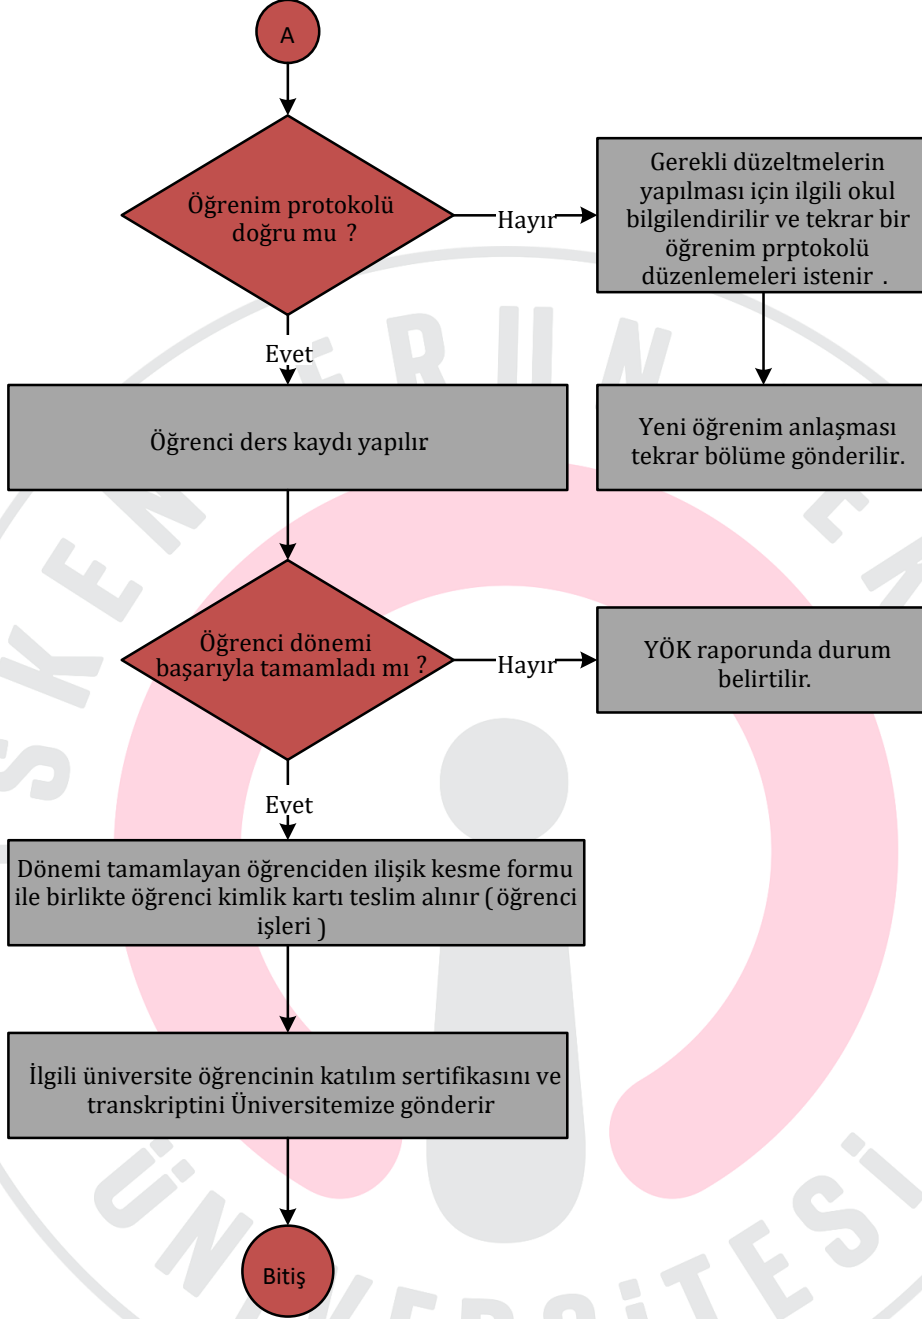 A
Öğrenim protokolü
doğru mu ?
Hayır
Gerekli düzeltmelerin
yapılması için ilgili okul
bilgilendirilir ve tekrar bir
öğrenim prptokolü
düzenlemeleri istenir .
Evet
Öğrenci ders kaydı yapılır
Yeni öğrenim anlaşması
tekrar bölüme gönderilir.
Öğrenci dönemi
başarıyla tamamladı mı ?
Hayır
YÖK raporunda durum
belirtilir.
Evet
Dönemi tamamlayan öğrenciden ilişik kesme formu
ile birlikte öğrenci kimlik kartı teslim alınır ( öğrenci
işleri )
İlgili üniversite öğrencinin katılım sertifikasını ve
transkriptini Üniversitemize gönderir
Bitiş
ÜNİVERSİTESİ